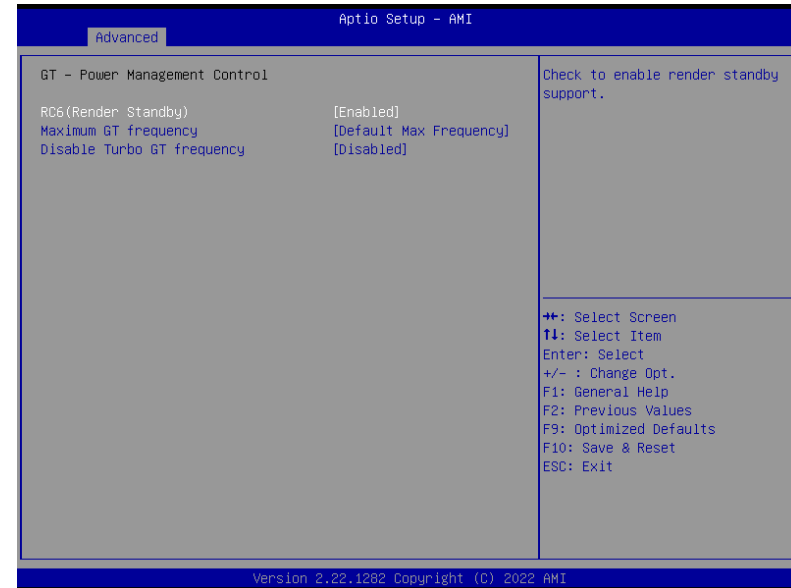 Aptio Setup – AMI
Advanced
GT – Power Management Control
RC6(Render Standby) [Enabled]
Maximum GT frequency [Default Max Frequency]
Disable Turbo GT frequency [Disabled]
Check to enable render standby
support.
→←: Select Screen
↑↓: Select Item
Enter: Select
+/- : Change Opt.
F1: General Help
F2: Previous Values
F9: Optimized Defaults
F10: Save & Reset
ESC: Exit
Version 2.22.1282 Copyright (C) 2022 AMI